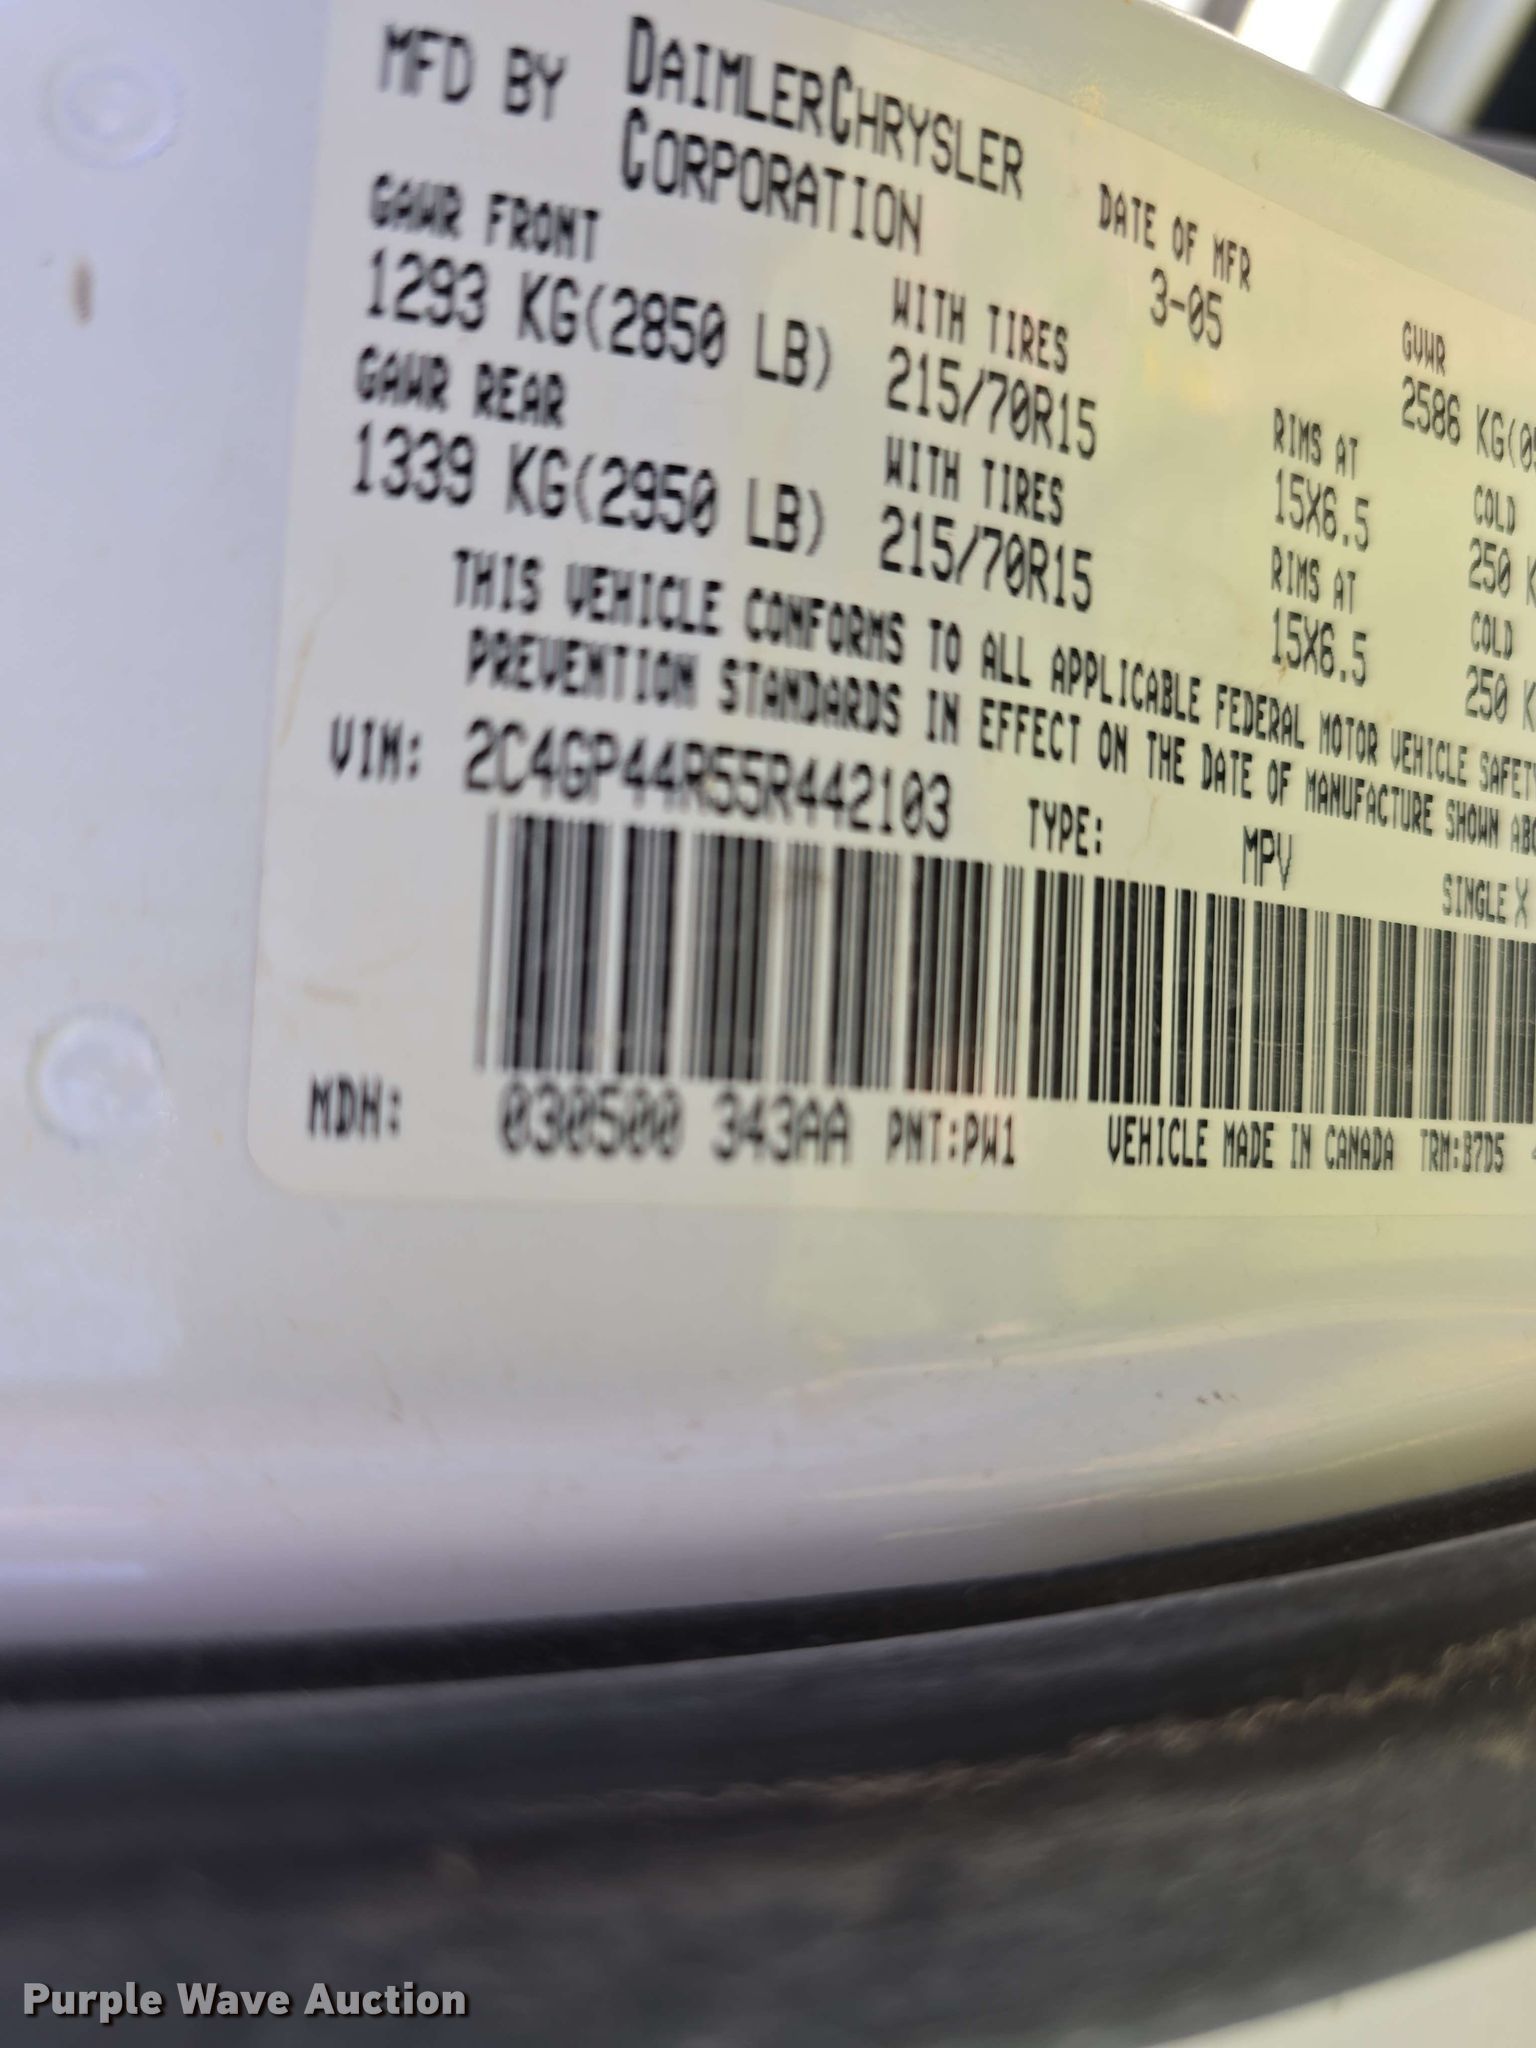 MFD BY DAIMLERCHRYSLER CORPORATION
DATE OF MFR 3-05
GVWR 2586 KG(
GAWR FRONT WITH TIRES RIMS AT COLD
1293 KG(2850 LB) 215/70R15 15X6.5 250
GAWR REAR WITH TIRES RIMS AT COLD
1339 KG(2950 LB) 215/70R15 15X6.5 250
THIS VEHICLE CONFORMS TO ALL APPLICABLE FEDERAL MOTOR VEHICLE
PREVENTION STANDARDS IN EFFECT ON THE DATE OF MANUFACTURE SHOWN
VIN: 2C4GP44R55R442103 TYPE: MPV SINGLE X
MDH: 030500 343AA PNT:PW1 VEHICLE MADE IN CANADA TRM:B7D5
Purple Wave Auction